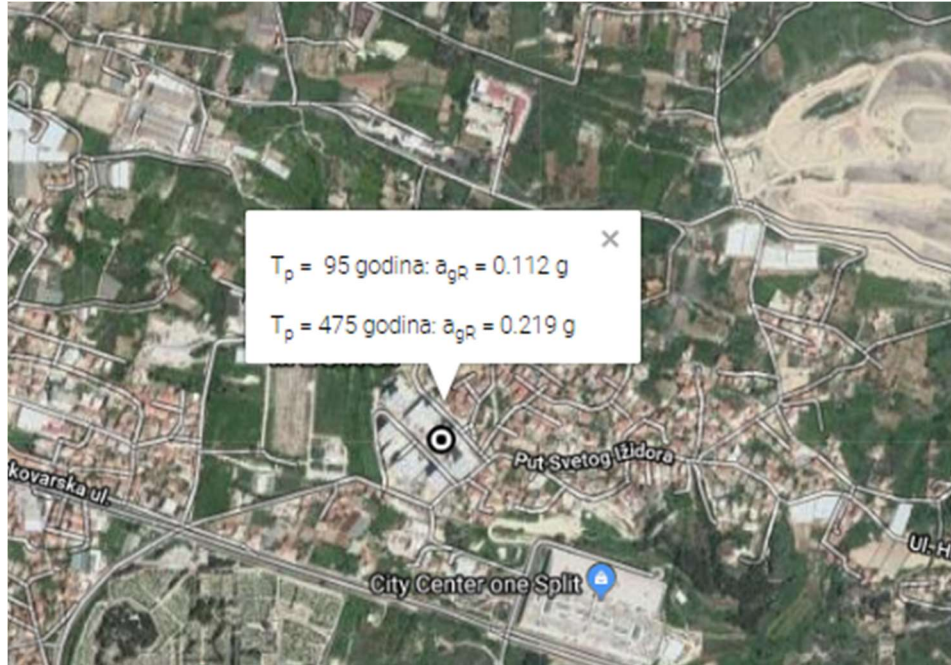 ×
T_p = 95 godina: a_gR = 0.112 g
T_p = 475 godina: a_gR = 0.219 g
Put Svetog Ižidora
kovarska ul.
Ul. H
City Center one Split